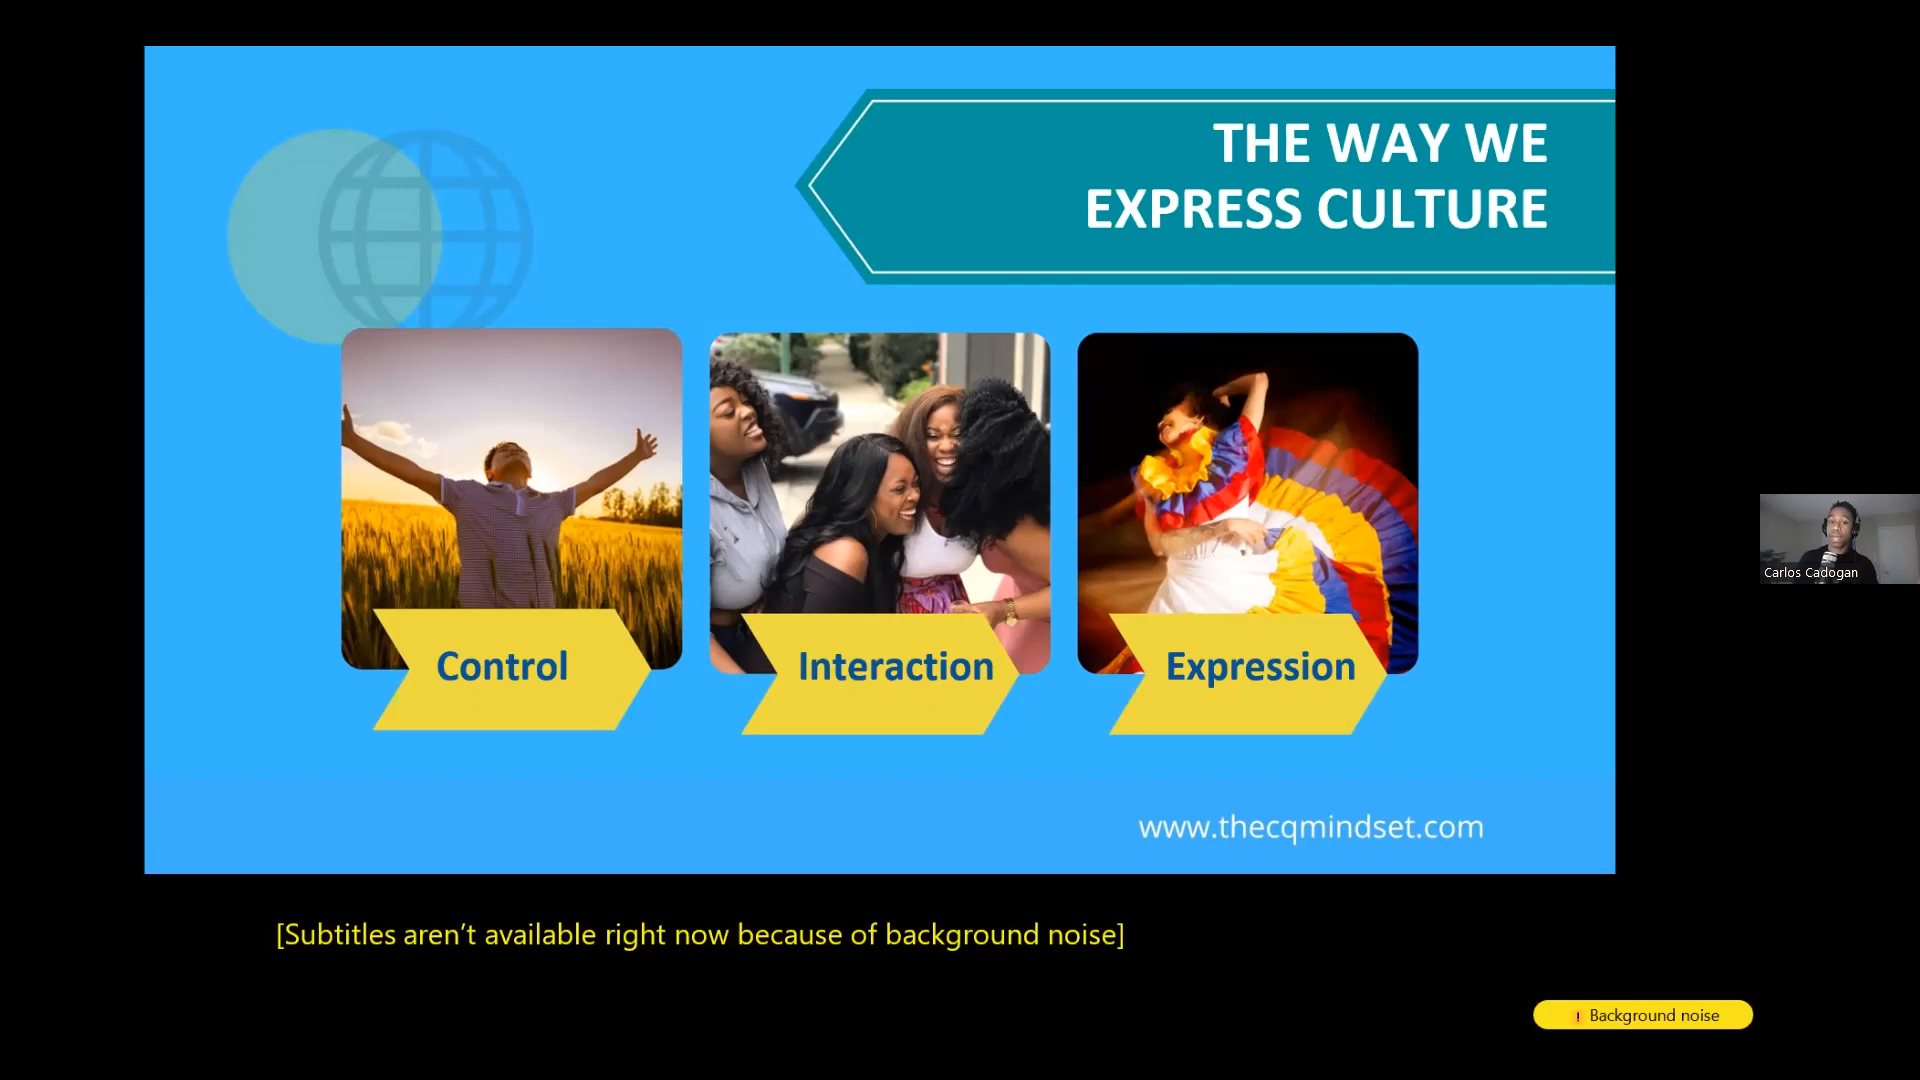 THE WAY WE
EXPRESS CULTURE
Control
Interaction
Expression
www.thecqmindset.com
Carlos Cadogan
[Subtitles aren’t available right now because of background noise]
! Background noise